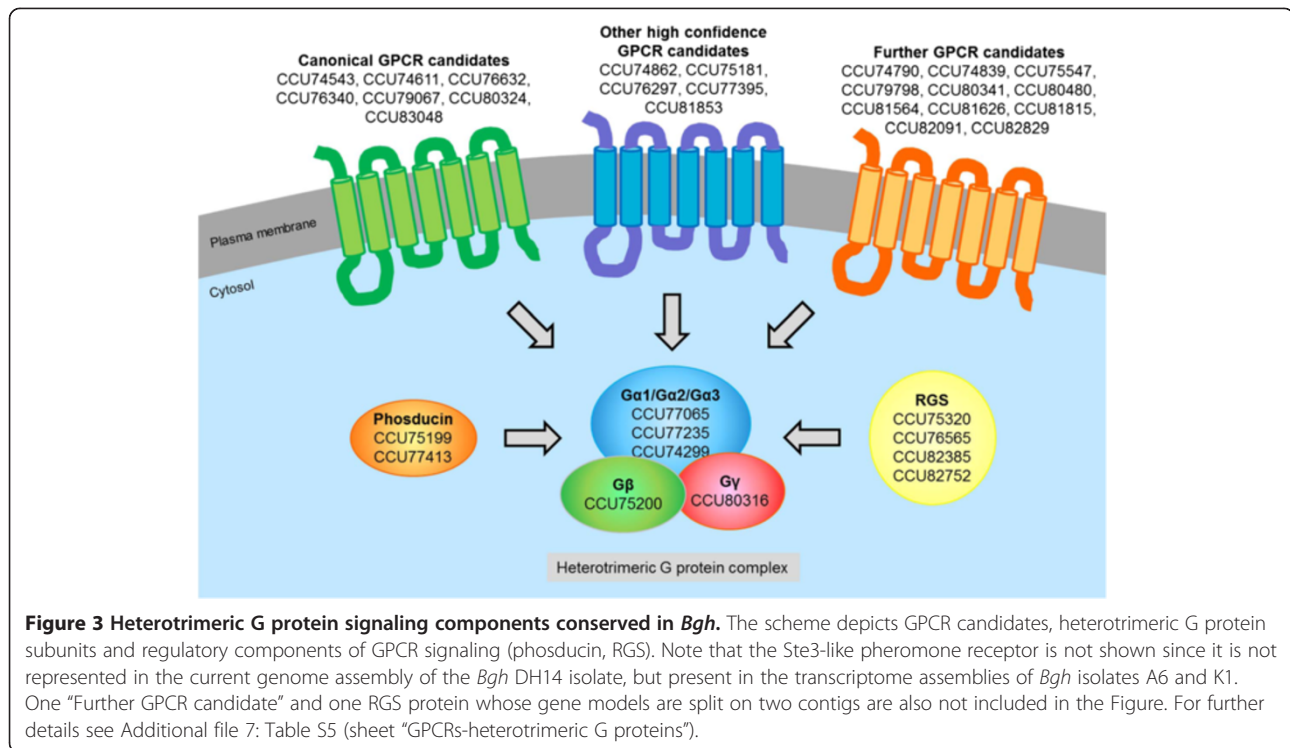 Canonical GPCR candidates
CCU74543, CCU74611, CCU76632,
CCU76340, CCU79067, CCU80324,
CCU83048
Other high confidence
GPCR candidates
CCU74862, CCU75181,
CCU76297, CCU77395,
CCU81853
Further GPCR candidates
CCU74790, CCU74839, CCU75547,
CCU79798, CCU80341, CCU80480,
CCU81564, CCU81626, CCU81815,
CCU82091, CCU82829
Plasma membrane
Cytosol
Phosducin
CCU75199
CCU77413
Gα1/Gα2/Gα3
CCU77065
CCU77235
CCU74299
Gβ
CCU75200
Gγ
CCU80316
RGS
CCU75320
CCU76565
CCU82385
CCU82752
Heterotrimeric G protein complex
Figure 3 Heterotrimeric G protein signaling components conserved in Bgh. The scheme depicts GPCR candidates, heterotrimeric G protein
subunits and regulatory components of GPCR signaling (phosducin, RGS). Note that the Ste3-like pheromone receptor is not shown since it is not
represented in the current genome assembly of the Bgh DH14 isolate, but present in the transcriptome assemblies of Bgh isolates A6 and K1.
One “Further GPCR candidate” and one RGS protein whose gene models are split on two contigs are also not included in the Figure. For further
details see Additional file 7: Table S5 (sheet “GPCRs-heterotrimeric G proteins”).